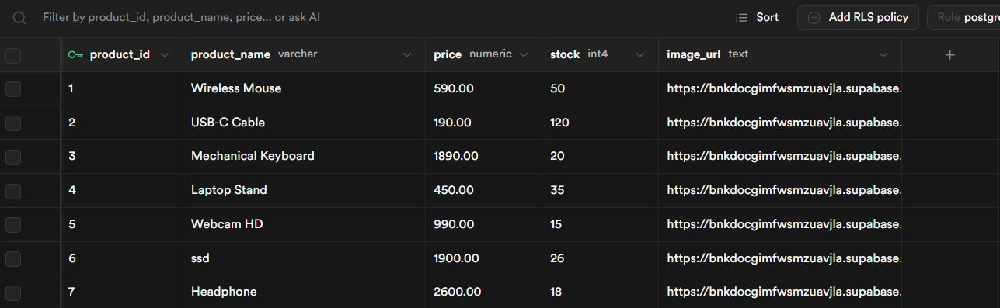 Filter by product_id, product_name, price... or ask AI Sort Add RLS policy Role postgre
product_id product_name varchar price numeric stock int4 image_url text
1 Wireless Mouse 590.00 50 https://bnkdocgimfwsmzuavjla.supabase.
2 USB-C Cable 190.00 120 https://bnkdocgimfwsmzuavjla.supabase.
3 Mechanical Keyboard 1890.00 20 https://bnkdocgimfwsmzuavjla.supabase.
4 Laptop Stand 450.00 35 https://bnkdocgimfwsmzuavjla.supabase.
5 Webcam HD 990.00 15 https://bnkdocgimfwsmzuavjla.supabase.
6 ssd 1900.00 26 https://bnkdocgimfwsmzuavjla.supabase.
7 Headphone 2600.00 18 https://bnkdocgimfwsmzuavjla.supabase.